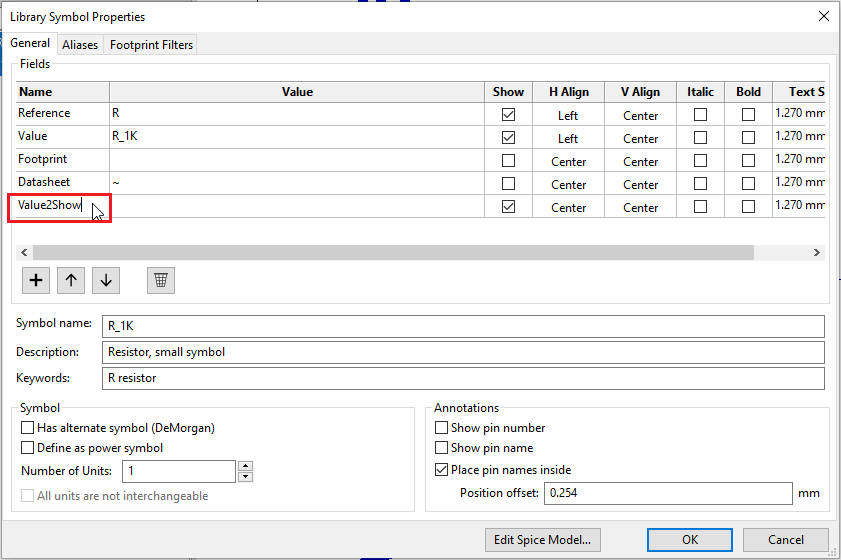 Library Symbol Properties
General Aliases Footprint Filters
Fields
Name Value Show H Align V Align Italic Bold Text S
Reference R Left Center 1.270 mm
Value R_1K Left Center 1.270 mm
Footprint Center Center 1.270 mm
Datasheet ~ Center Center 1.270 mm
Value2Show Center Center 1.270 mm
Symbol name: R_1K
Description: Resistor, small symbol
Keywords: R resistor
Symbol
Has alternate symbol (DeMorgan)
Define as power symbol
Number of Units: 1
All units are not interchangeable
Annotations
Show pin number
Show pin name
Place pin names inside
Position offset: 0.254 mm
Edit Spice Model... OK Cancel